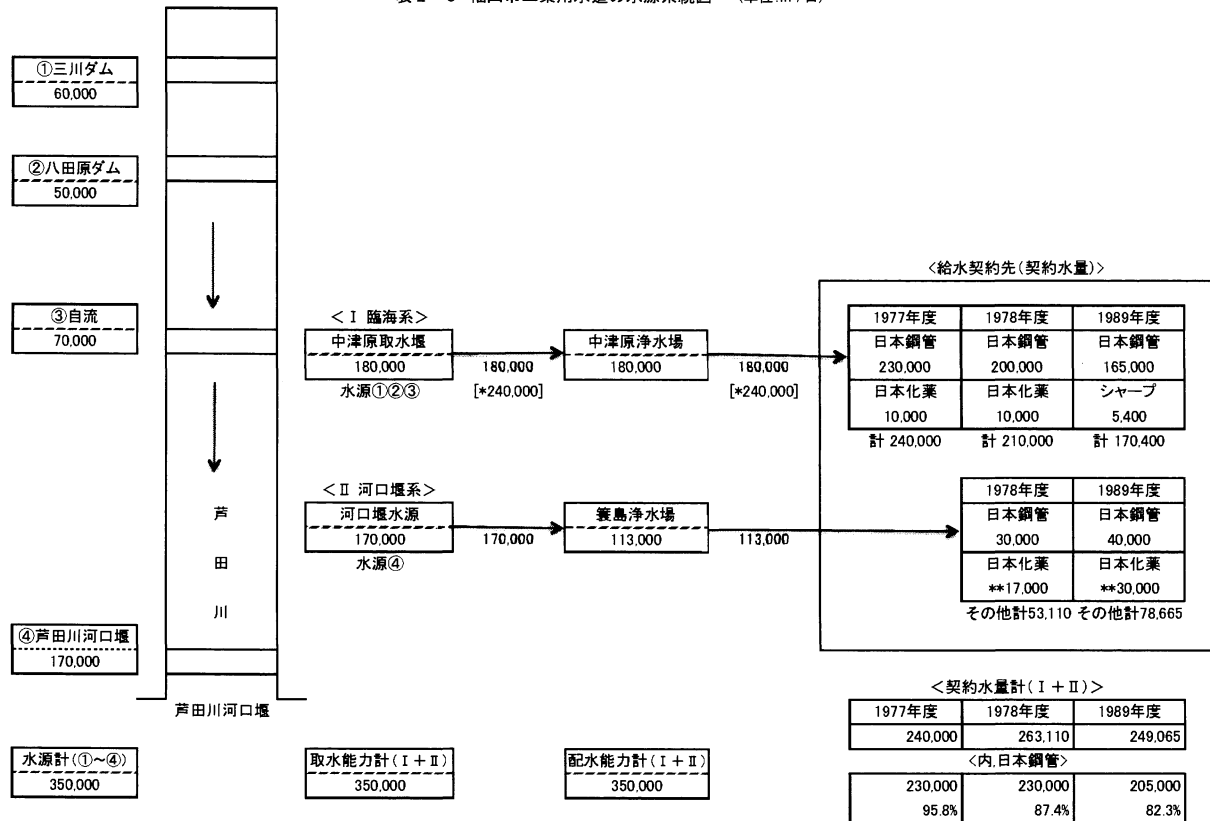 ①三川ダム
60,000
②八田原ダム
50,000
③自流
70,000
④芦田川河口堰
170,000
水源計(①~④)
350,000
芦
田
川
芦田川河口堰
<Ⅰ 臨海系>
中津原取水堰
180,000
水源①②③
180,000
[*240,000]
中津原浄水場
180,000
180,000
[*240,000]
<Ⅱ 河口堰系>
河口堰水源
170,000
水源④
170,000
簑島浄水場
113,000
113,000
取水能力計(Ⅰ+Ⅱ)
350,000
配水能力計(Ⅰ+Ⅱ)
350,000
<給水契約先(契約水量)>
1977年度 1978年度 1989年度
日本鋼管 日本鋼管 日本鋼管
230,000 200,000 165,000
日本化薬 日本化薬 シャープ
10,000 10,000 5,400
計 240,000 計 210,000 計 170,400
1978年度 1989年度
日本鋼管 日本鋼管
30,000 40,000
日本化薬 日本化薬
**17,000 **30,000
その他計53,110 その他計78,665
<契約水量計(Ⅰ+Ⅱ)>
1977年度 1978年度 1989年度
240,000 263,110 249,065
<内,日本鋼管>
230,000 230,000 205,000
95.8% 87.4% 82.3%